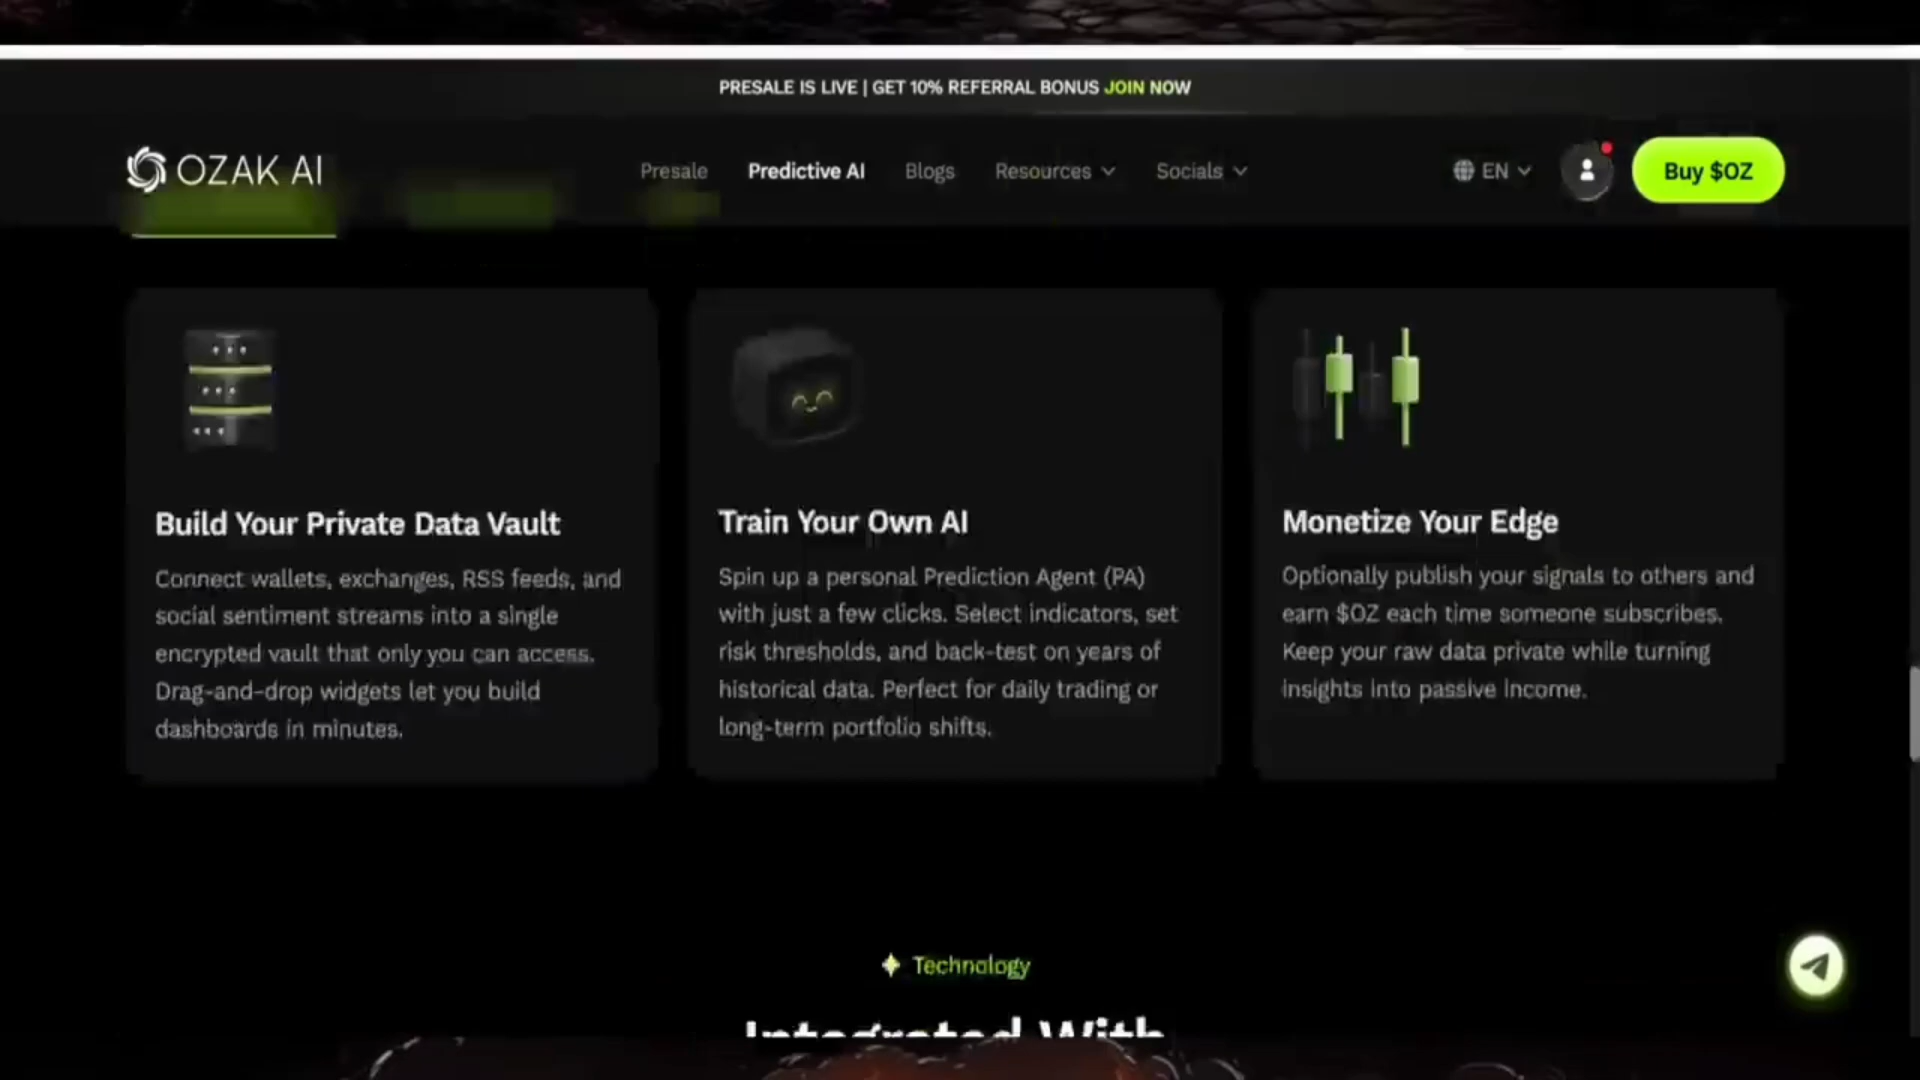 PRESALE IS LIVE | GET 10% REFERRAL BONUS JOIN NOW
OZAK AI
Presale
Predictive AI
Blogs
Resources
Socials
EN
Buy $OZ
Build Your Private Data Vault
Connect wallets, exchanges, RSS feeds, and
social sentiment streams into a single
encrypted vault that only you can access.
Drag-and-drop widgets let you build
dashboards in minutes.
Train Your Own AI
Spin up a personal Prediction Agent (PA)
with just a few clicks. Select indicators, set
risk thresholds, and back-test on years of
historical data. Perfect for daily trading or
long-term portfolio shifts.
Monetize Your Edge
Optionally publish your signals to others and
earn $OZ each time someone subscribes.
Keep your raw data private while turning
insights into passive income.
Technology
Integrated With